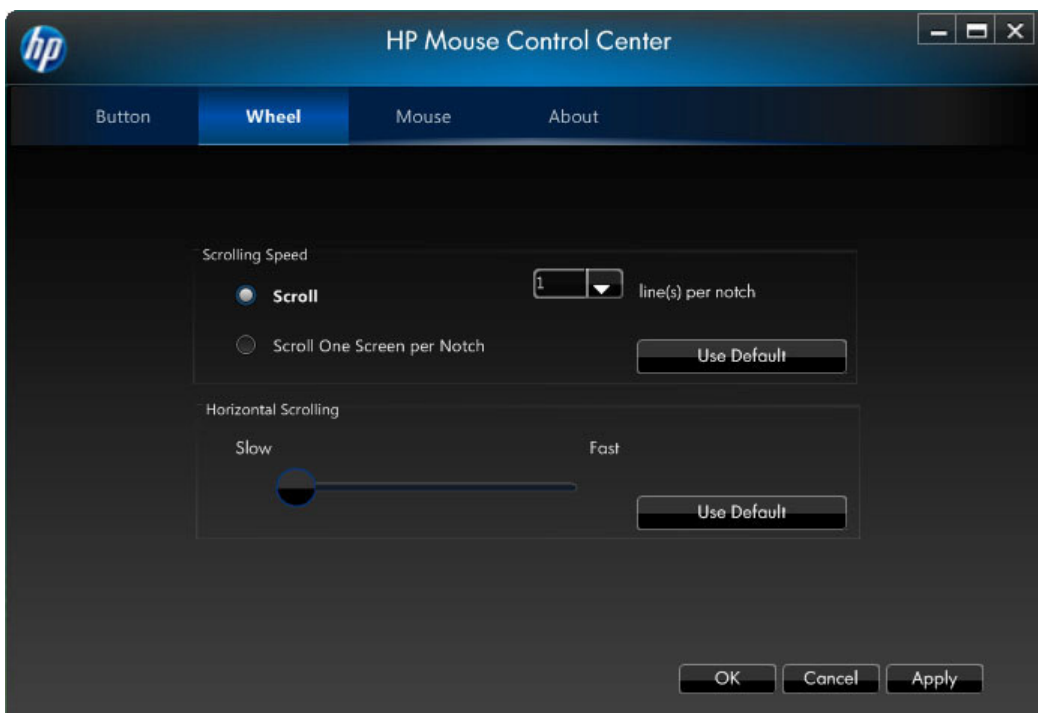 hp
HP Mouse Control Center
Button Wheel Mouse About
Scrolling Speed
Scroll 1 line(s) per notch
Scroll One Screen per Notch Use Default
Horizontal Scrolling
Slow Fast
Use Default
OK Cancel Apply